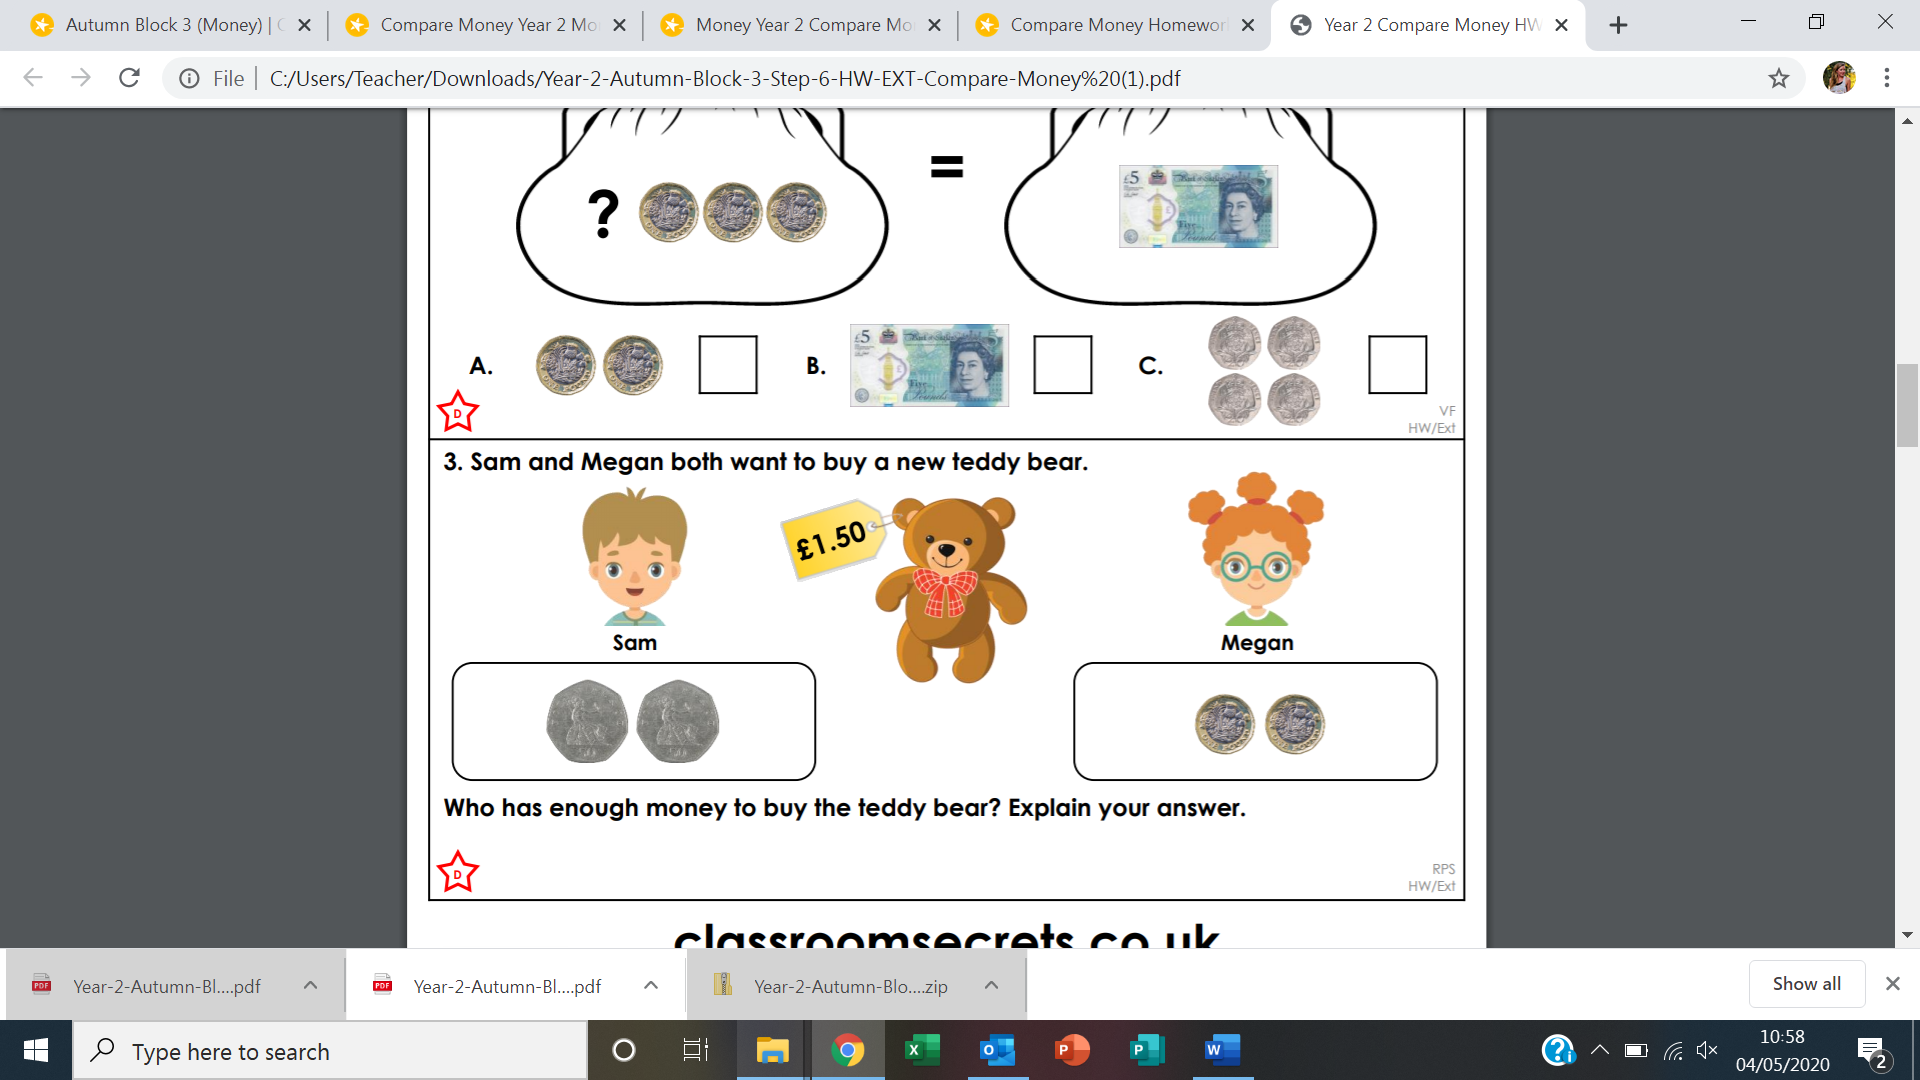 Autumn Block 3 (Money) |
Compare Money Year 2 Mo
Money Year 2 Compare Mo
Compare Money Homewor
Year 2 Compare Money HW
File
C:/Users/Teacher/Downloads/Year-2-Autumn-Block-3-Step-6-HW-EXT-Compare-Money%20(1).pdf
? =
£5
A. B. £5 C.
D
VF
HW/Ext
3. Sam and Megan both want to buy a new teddy bear.
£1.50
Sam
Megan
50 50
Who has enough money to buy the teddy bear? Explain your answer.
D
RPS
HW/Ext
classroomsecrets.co.uk
Year-2-Autumn-Bl....pdf
Year-2-Autumn-Bl....pdf
Year-2-Autumn-Blo....zip
Show all
Type here to search
10:58
04/05/2020
2